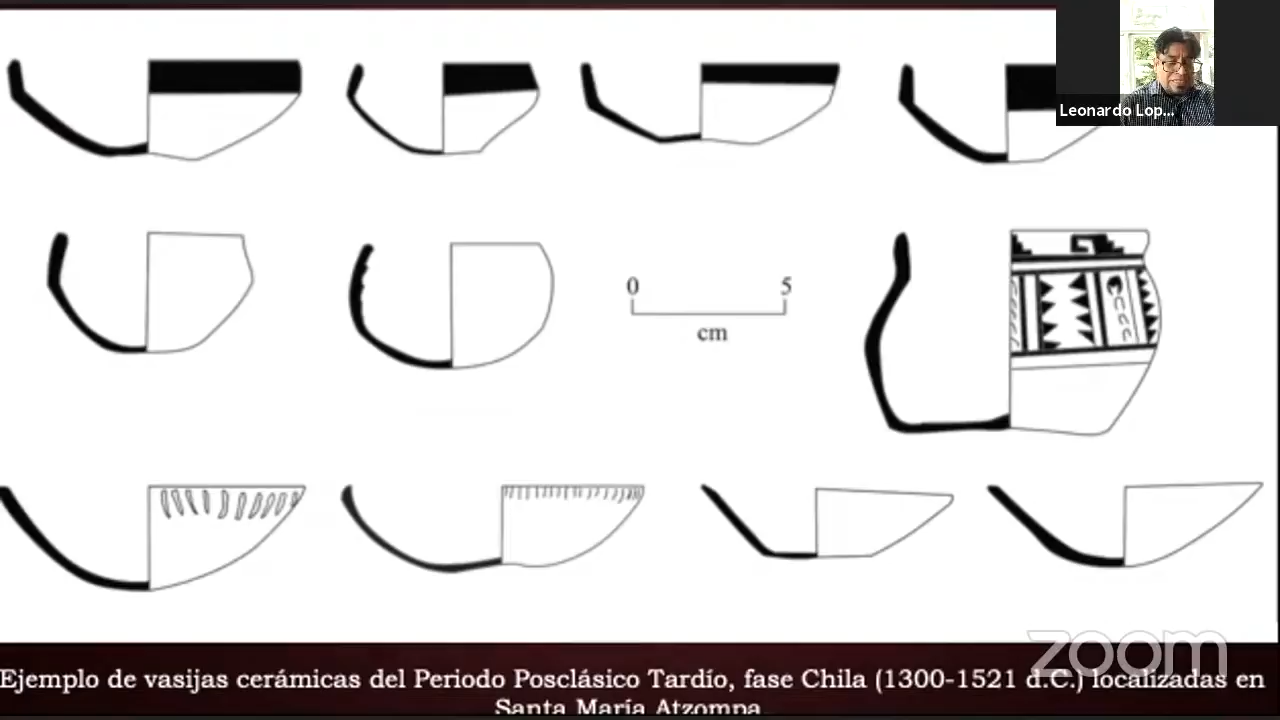 Leonardo Lop...
0 5
cm
zoom
Ejemplo de vasijas cerámicas del Periodo Posclásico Tardío, fase Chila (1300-1521 d.C.) localizadas en
Santa María Atzompa.